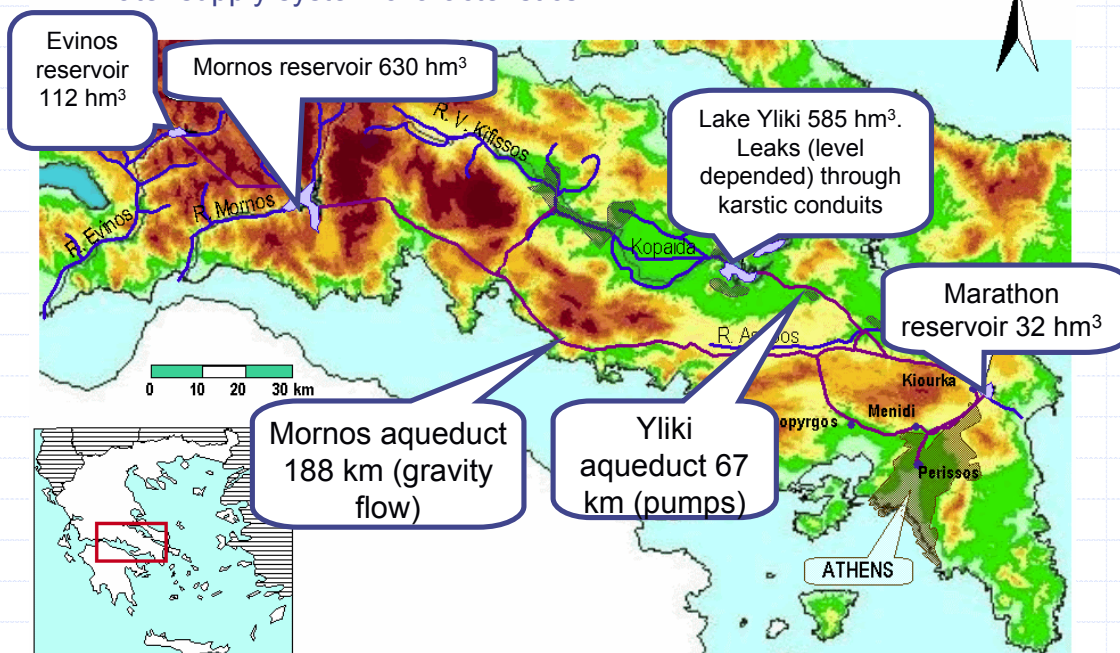 Evinos
reservoir
112 hm³
Mornos reservoir 630 hm³
Lake Yliki 585 hm³.
Leaks (level
depended) through
karstic conduits
R. V. Kifissos
R. Mornos
R. Evinos
Kopaida
Marathon
reservoir 32 hm³
0 10 20 30 km
Kiourka
Menidi
Perissos
Mornos aqueduct
188 km (gravity
flow)
Yliki
aqueduct 67
km (pumps)
ATHENS